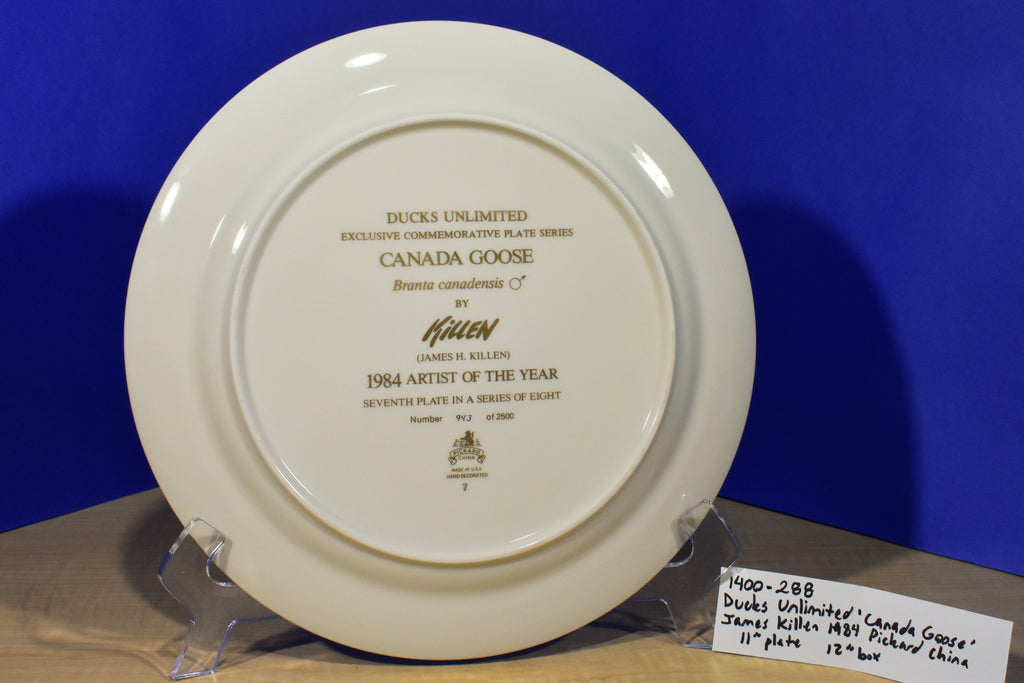 DUCKS UNLIMITED
EXCLUSIVE COMMEMORATIVE PLATE SERIES
CANADA GOOSE
Branta canadensis ♂
BY
Killen
(JAMES H. KILLEN)
1984 ARTIST OF THE YEAR
SEVENTH PLATE IN A SERIES OF EIGHT
Number 943 of 2500
PICKARD
CHINA
MADE IN U.S.A.
HAND DECORATED
7
1400-288
Ducks Unlimited 'Canada Goose'
James Killen 1984 Pickard China
11" plate 12" box